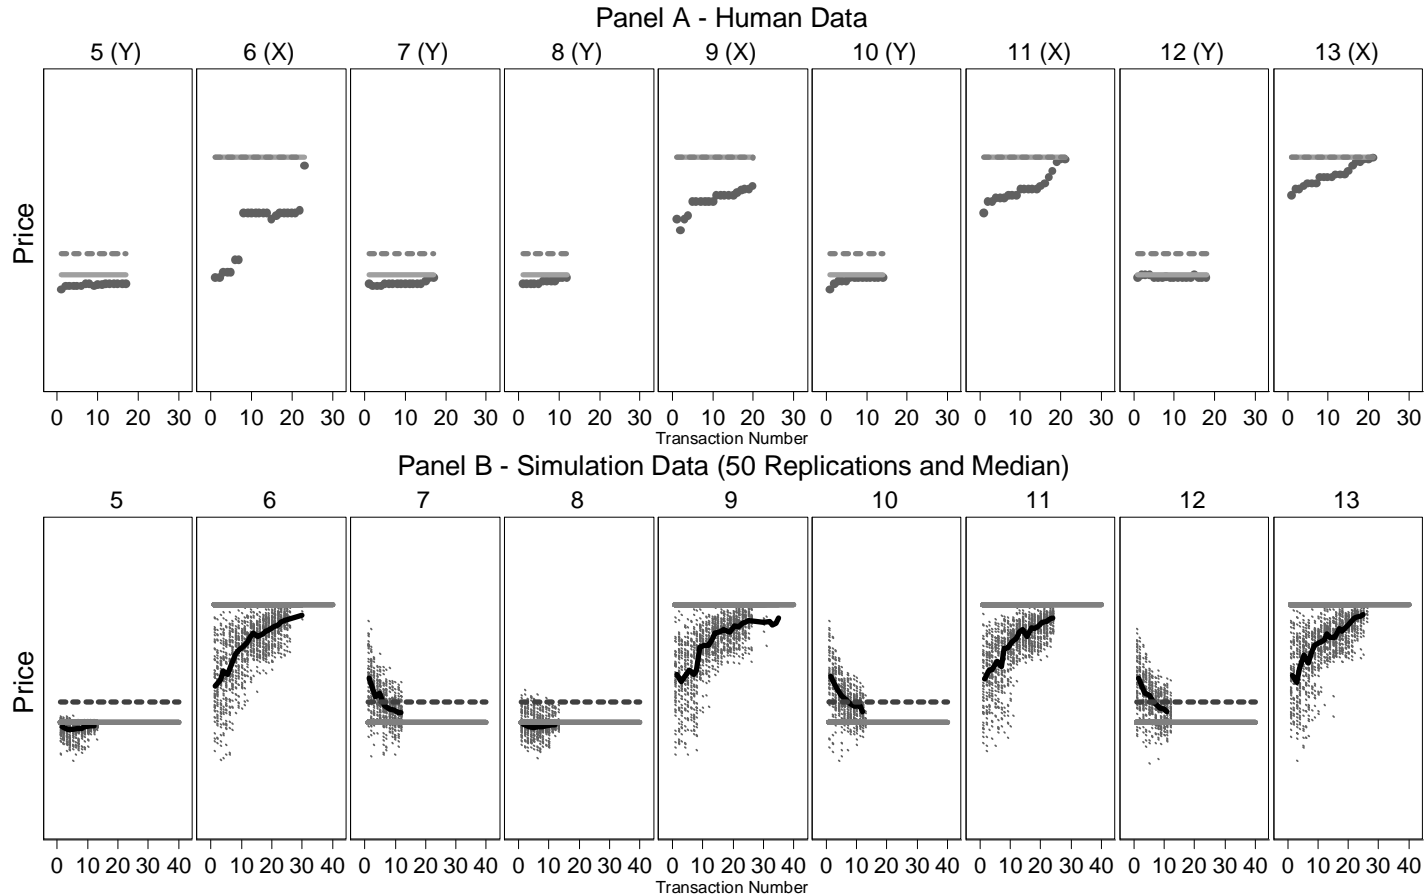 Panel A - Human Data
5 (Y) 6 (X) 7 (Y) 8 (Y) 9 (X) 10 (Y) 11 (X) 12 (Y) 13 (X)
Price
0 10 20 30 0 10 20 30 0 10 20 30 0 10 20 30 0 10 20 30 0 10 20 30 0 10 20 30 0 10 20 30 0 10 20 30
Transaction Number
Panel B - Simulation Data (50 Replications and Median)
5 6 7 8 9 10 11 12 13
Price
0 10 20 30 40 0 10 20 30 40 0 10 20 30 40 0 10 20 30 40 0 10 20 30 40 0 10 20 30 40 0 10 20 30 40 0 10 20 30 40 0 10 20 30 40
Transaction Number